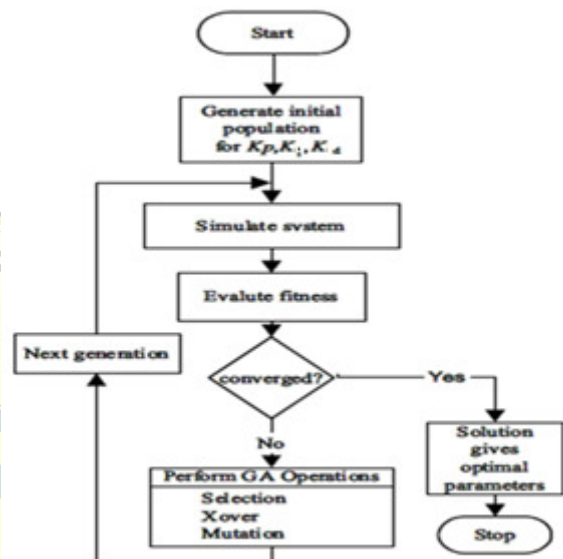 Start
Generate initial
population
for Kp,Ki,Kd
Simulate system
Evalute fitness
Next generation
converged?
Yes
No
Solution
gives
optimal
parameters
Perform GA Operations
Selection
Xover
Mutation
Stop